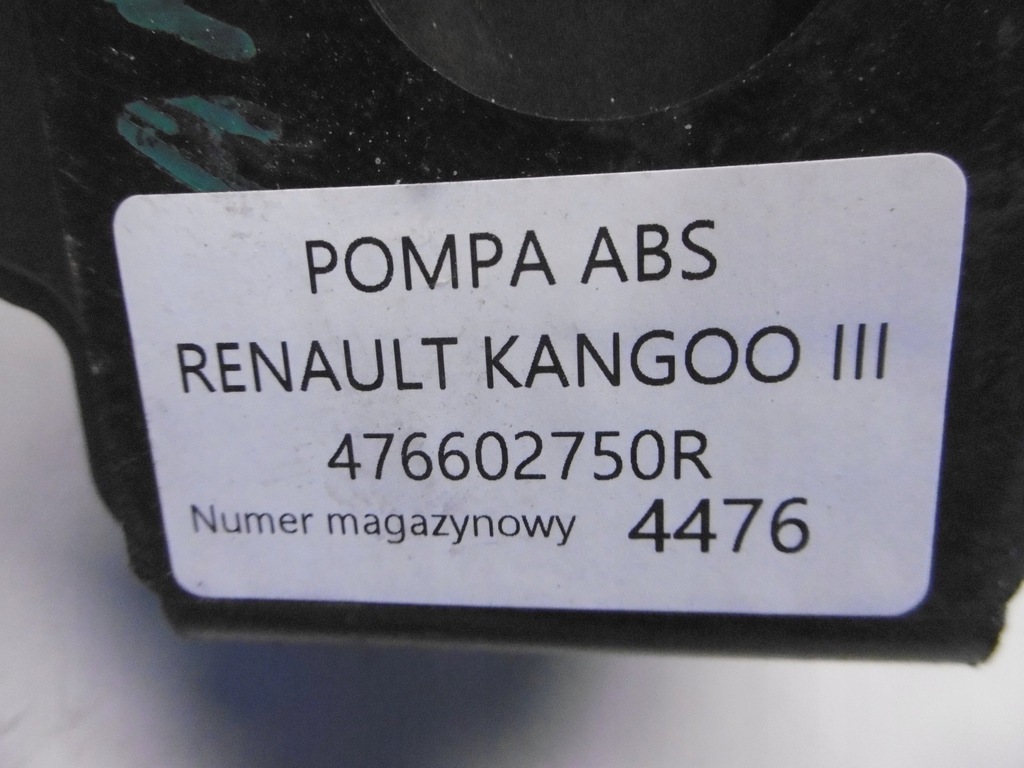 POMPA ABS
RENAULT KANGOO III
476602750R
Numer magazynowy 4476